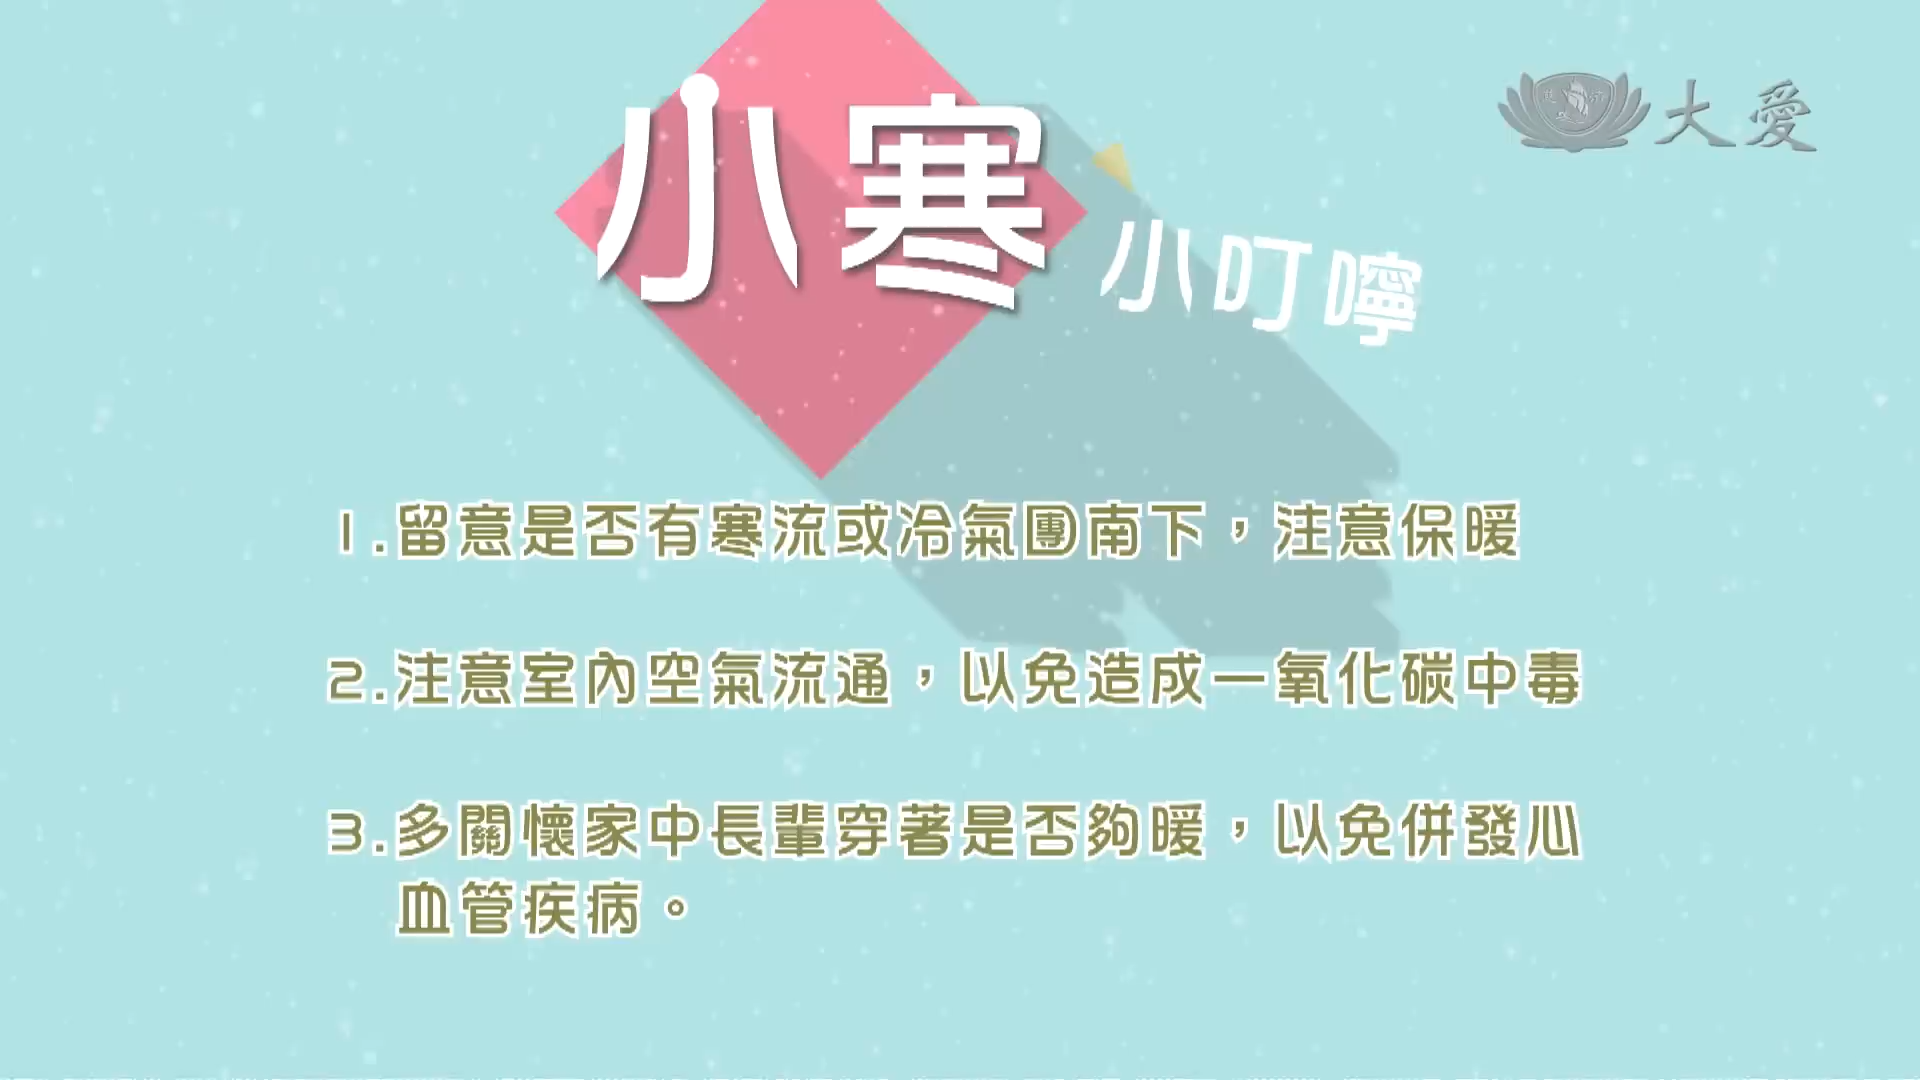 大愛
小寒
小叮嚀
1.留意是否有寒流或冷氣團南下，注意保暖
2.注意室內空氣流通，以免造成一氧化碳中毒
3.多關懷家中長輩穿著是否夠暖，以免併發心
血管疾病。